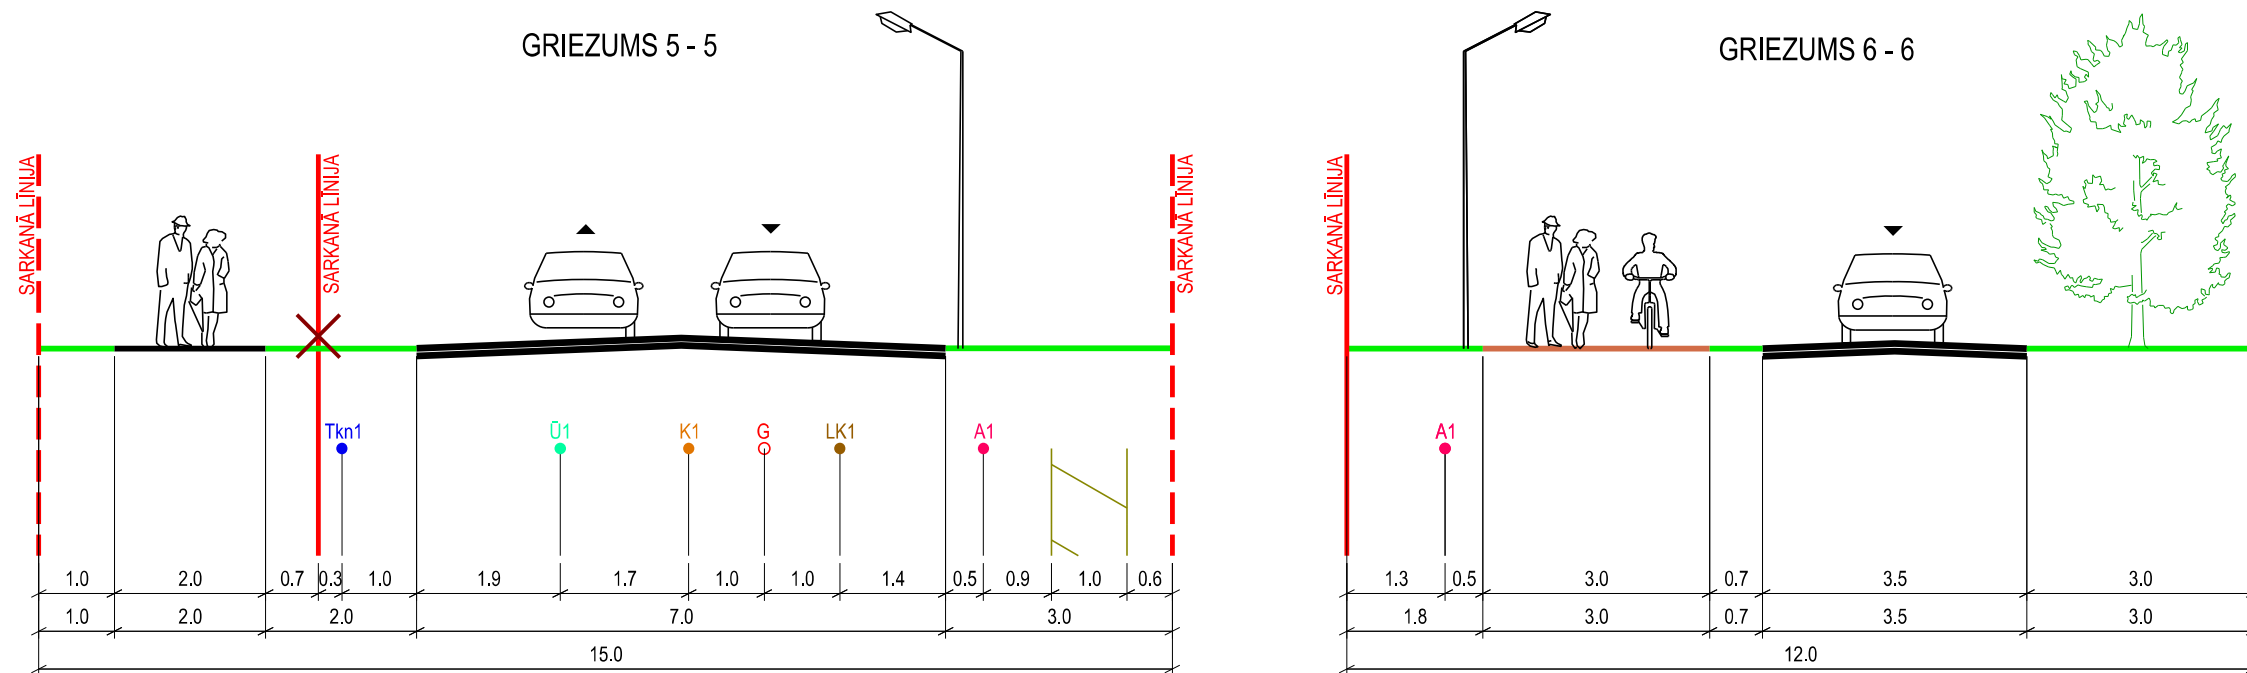 GRIEZUMS 5 - 5
SARKANĀ LĪNIJA
SARKANĀ LĪNIJA
SARKANĀ LĪNIJA
Tkn1
Ū1
K1
G
LK1
A1
1.0 2.0 0.7 0.3 1.0 1.9 1.7 1.0 1.0 1.4 0.5 0.9 1.0 0.6
1.0 2.0 2.0 7.0 3.0
15.0
GRIEZUMS 6 - 6
SARKANĀ LĪNIJA
A1
1.3 0.5 3.0 0.7 3.5 3.0
1.8 3.0 0.7 3.5 3.0
12.0